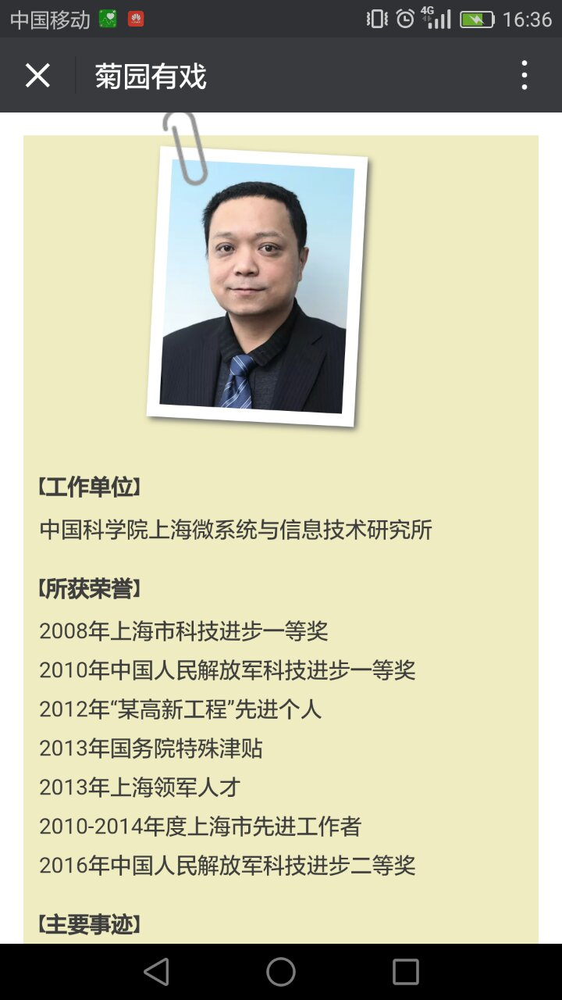 中国移动
4G
16:36
菊园有戏
【工作单位】
中国科学院上海微系统与信息技术研究所
【所获荣誉】
2008年上海市科技进步一等奖
2010年中国人民解放军科技进步一等奖
2012年“某高新工程”先进个人
2013年国务院特殊津贴
2013年上海领军人才
2010-2014年度上海市先进工作者
2016年中国人民解放军科技进步二等奖
【主要事迹】